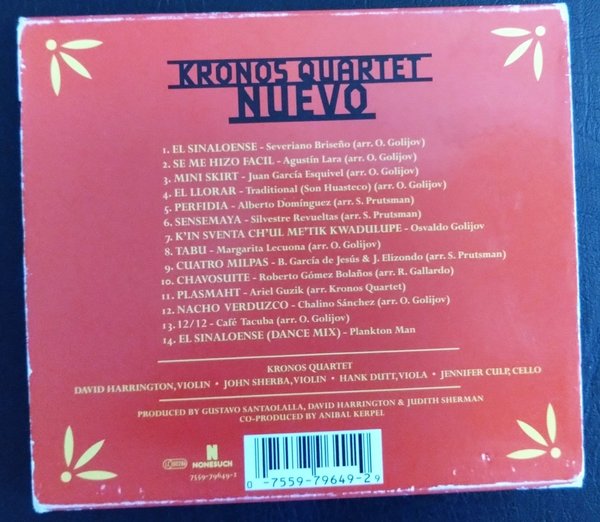 KRONOS QUARTET
NUEVO
1. EL SINALOENSE - Severiano Briseño (arr. O. Golijov)
2. SE ME HIZO FACIL - Agustín Lara (arr. O. Golijov)
3. MINI SKIRT - Juan García Esquivel (arr. O. Golijov)
4. EL LLORAR - Traditional (Son Huasteco) (arr. O. Golijov)
5. PERFIDIA - Alberto Domínguez (arr. S. Prutsman)
6. SENSEMAYA - Silvestre Revueltas (arr. S. Prutsman)
7. K'IN SVENTA CH'UL ME'TIK KWADULUPE - Osvaldo Golijov
8. TABU - Margarita Lecuona (arr. O. Golijov)
9. CUATRO MILPAS - B. García de Jesús & J. Elizondo (arr. S. Prutsman)
10. CHAVOSUITE - Roberto Gómez Bolaños (arr. R. Gallardo)
11. PLASMAHT - Ariel Guzik (arr. Kronos Quartet)
12. NACHO VERDUZCO - Chalino Sánchez (arr. O. Golijov)
13. 12/12 - Café Tacuba (arr. O. Golijov)
14. EL SINALOENSE (DANCE MIX) - Plankton Man
KRONOS QUARTET
DAVID HARRINGTON, VIOLIN • JOHN SHERBA, VIOLIN • HANK DUTT, VIOLA • JENNIFER CULP, CELLO
PRODUCED BY GUSTAVO SANTAOLALLA, DAVID HARRINGTON & JUDITH SHERMAN
CO-PRODUCED BY ANIBAL KERPEL
N
NONESUCH
7559-79649-2
0 -7559-79649-2 9